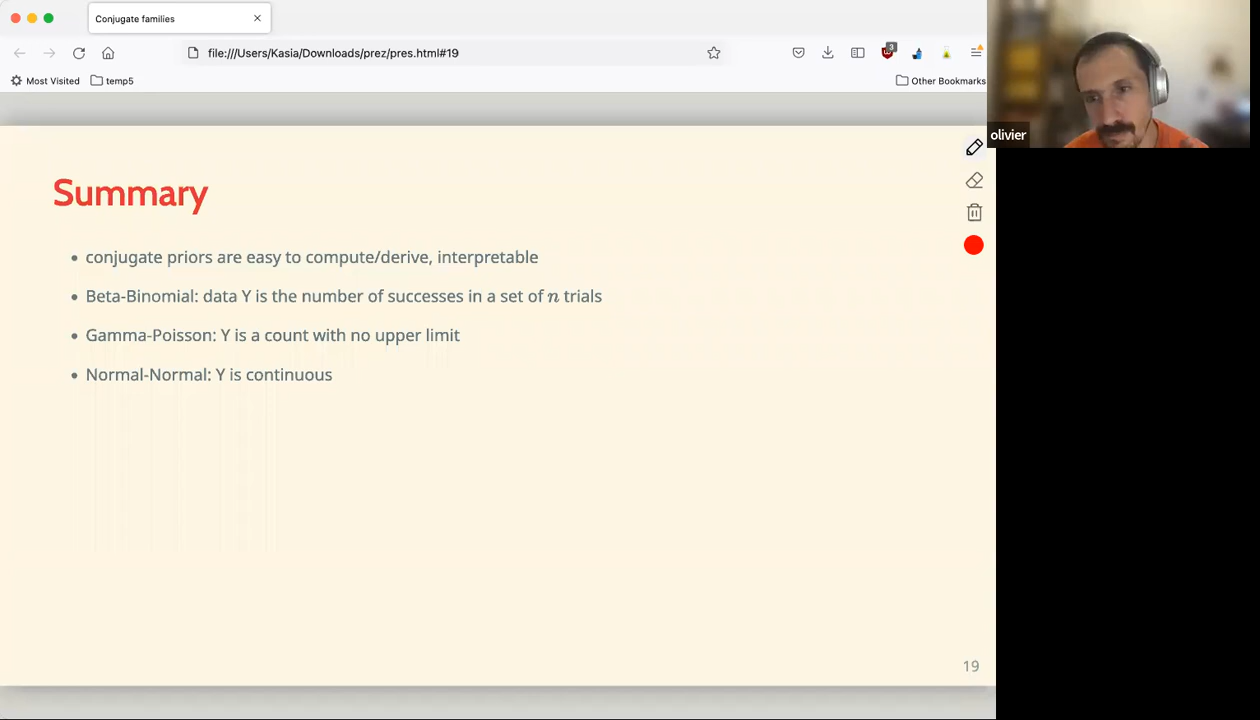 Conjugate families
file:///Users/Kasia/Downloads/prez/pres.html#19
3
Most Visited
temp5
Other Bookmarks
olivier
Summary
conjugate priors are easy to compute/derive, interpretable
Beta-Binomial: data Y is the number of successes in a set of n trials
Gamma-Poisson: Y is a count with no upper limit
Normal-Normal: Y is continuous
19